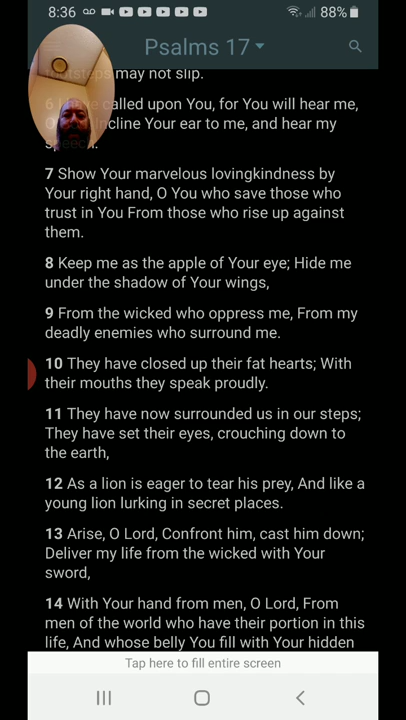 8:36 88%
Psalms 17
may not slip.
called upon You, for You will hear me,
ncline Your ear to me, and hear my
7 Show Your marvelous lovingkindness by
Your right hand, O You who save those who
trust in You From those who rise up against
them.
8 Keep me as the apple of Your eye; Hide me
under the shadow of Your wings,
9 From the wicked who oppress me, From my
deadly enemies who surround me.
10 They have closed up their fat hearts; With
their mouths they speak proudly.
11 They have now surrounded us in our steps;
They have set their eyes, crouching down to
the earth,
12 As a lion is eager to tear his prey, And like a
young lion lurking in secret places.
13 Arise, O Lord, Confront him, cast him down;
Deliver my life from the wicked with Your
sword,
14 With Your hand from men, O Lord, From
men of the world who have their portion in this
life, And whose belly You fill with Your hidden
Tap here to fill entire screen